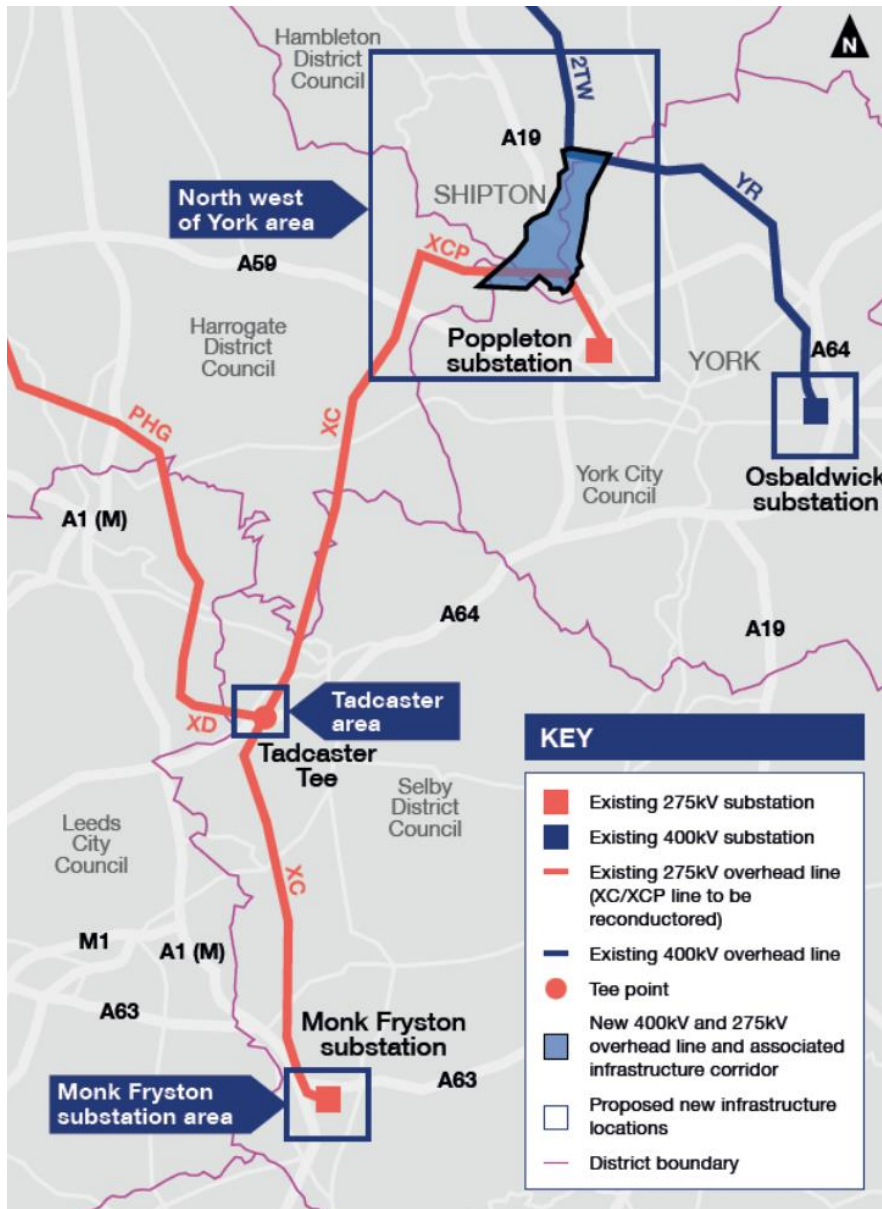 N
Hambleton
District
Council
2TW
A19
North west
of York area
SHIPTON
YR
XCP
A59
Harrogate
District
Council
Poppleton
substation
YORK
A64
XC
PHG
York City
Council
Osbaldwick
substation
A1 (M)
A64
A19
Tadcaster
area
XD
Tadcaster
Tee
Selby
District
Council
Leeds
City
Council
XC
M1
A1 (M)
A63
Monk Fryston
substation
A63
Monk Fryston
substation area
KEY
Existing 275kV substation
Existing 400kV substation
Existing 275kV overhead line
(XC/XCP line to be
reconductored)
Existing 400kV overhead line
Tee point
New 400kV and 275kV
overhead line and associated
infrastructure corridor
Proposed new infrastructure
locations
District boundary